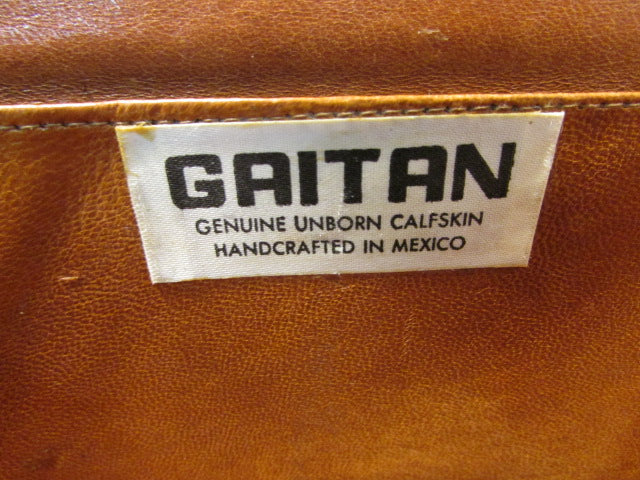 GAITAN
GENUINE UNBORN CALFSKIN
HANDCRAFTED IN MEXICO